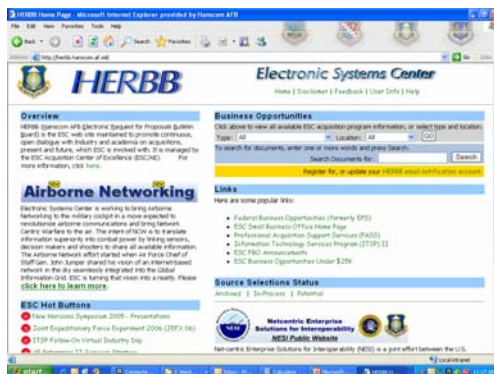 HERBB Home Page - Microsoft Internet Explorer provided by Hanscom AFB
File Edit View Favorites Tools Help
Back Search Favorites
Address http://herbb.hanscom.af.mil/ Go Links
HERBB
Electronic Systems Center
Home | Disclaimer | Feedback | User Info | Help
Overview
HERBB (Hanscom AFB Electronic Request for Proposals Bulletin
Board) is the ESC web site maintained to promote continuous,
open dialogue with Industry and academia on acquisitions,
present and future, which ESC is involved with. It is managed by
the ESC Acquisition Center of Excellence (ESC/AE). For
more information, click here.
Airborne Networking
Electronic Systems Center is working to bring Airborne
Networking to the military cockpit in a move expected to
revolutionize airborne communications and bring Network
Centric Warfare to the air. The intent of NCW is to translate
information superiority into combat power by linking sensors,
decision makers and shooters to share all available information.
The Airborne Network effort started when Air Force Chief of
Staff Gen. John Jumper shared his vision of an internet-based
network in the sky seamlessly integrated into the Global
Information Grid. ESC is turning that vision into a reality. Please
click here to learn more.
ESC Hot Buttons
New Horizons Symposium 2005 - Presentations
Joint Expeditionary Force Experiment 2006 (JEFX 06)
ITSP Follow-On Virtual Industry Day
Business Opportunities
Click above to view all available ESC acquisition program information, or select type and location.
Type: All Location: All GO
To search for documents, enter one or more words and press Search.
Search Documents for: Search
Register for, or update your HERBB email notification account.
Links
Here are some popular links:
Federal Business Opportunities (formerly EPS)
ESC Small Business Office Home Page
Professional Acquisition Support Services (PASS)
Information Technology Services Program (ITSP) II
ESC FBO Announcements
ESC Business Opportunities Under $25K
Source Selections Status
Archived | In-Process | Potential
NESI
Netcentric Enterprise
Solutions for Interoperability
NESI Public Website
Net-centric Enterprise Solutions for Interoperability (NESI) is a joint effort between the U.S.
Local intranet
start